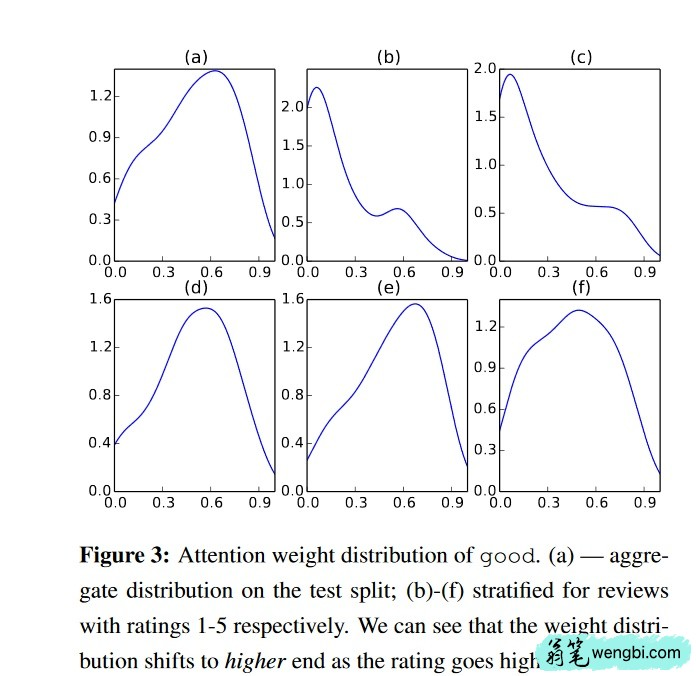 (a) (b) (c)
1.2
0.9
0.6
0.3
0.0
0.0 0.3 0.6 0.9
2.0
1.5
1.0
0.5
0.0
0.0 0.3 0.6 0.9
2.0
1.5
1.0
0.5
0.0
0.0 0.3 0.6 0.9
(d) (e) (f)
1.6
1.2
0.8
0.4
0.0
0.0 0.3 0.6 0.9
1.6
1.2
0.8
0.4
0.0
0.0 0.3 0.6 0.9
1.2
0.9
0.6
0.3
0.0
0.0 0.3 0.6 0.9
Figure 3: Attention weight distribution of good. (a) — aggre-
gate distribution on the test split; (b)-(f) stratified for reviews
with ratings 1-5 respectively. We can see that the weight distri-
bution shifts to higher end as the rating goes high
翁笔 wengbi.com